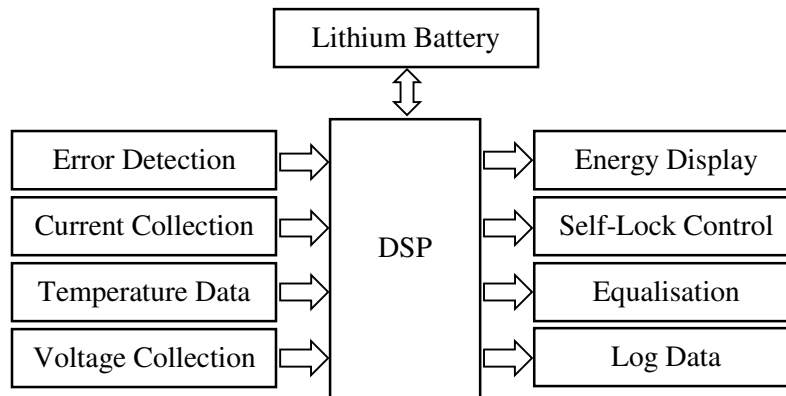 Lithium Battery
Error Detection
Current Collection
Temperature Data
Voltage Collection
DSP
Energy Display
Self-Lock Control
Equalisation
Log Data